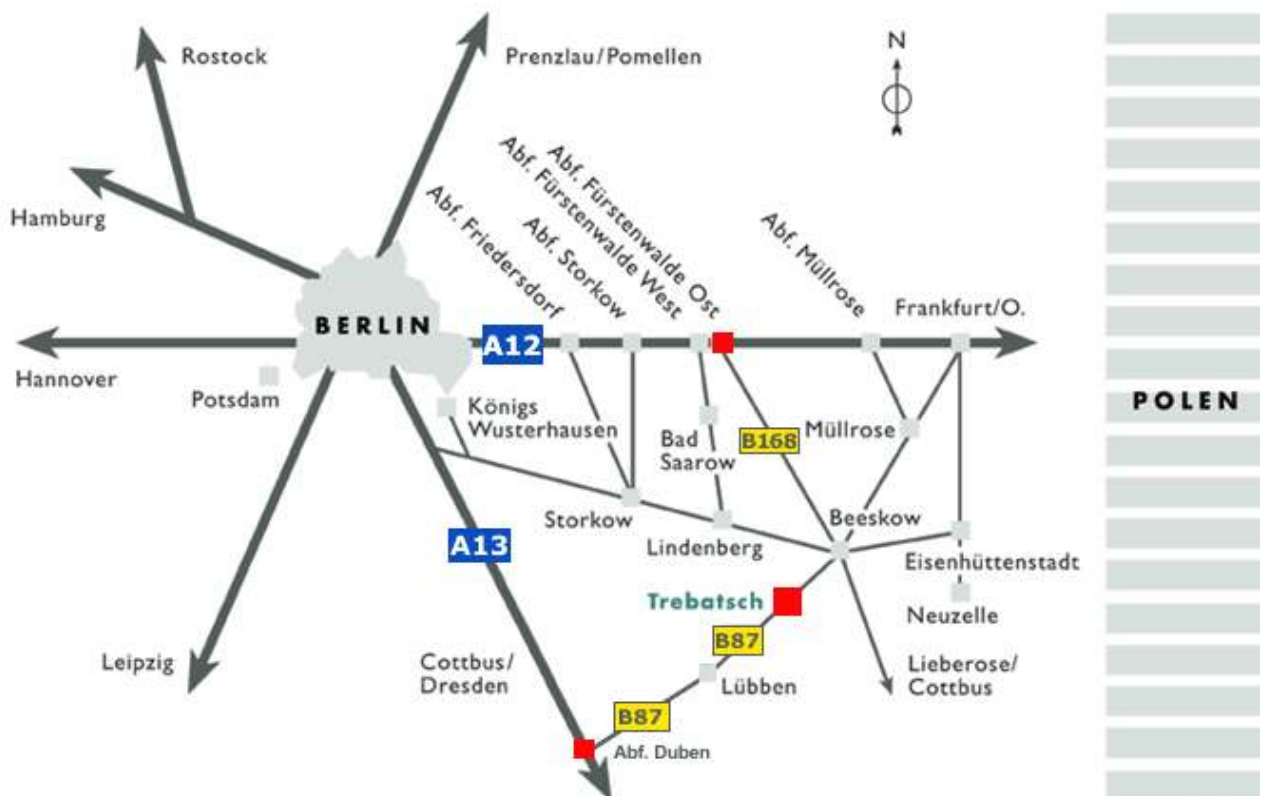 N
Rostock
Prenzlau/Pomellen
Hamburg
Abf. Friedersdorf
Abf. Storkow
Abf. Fürstenwalde West
Abf. Fürstenwalde Ost
Abf. Müllrose
Frankfurt/O.
BERLIN
A12
Hannover
Potsdam
Königs
Wusterhausen
Bad
Saarow
B168
Müllrose
POLEN
Storkow
Lindenberg
Beeskow
Eisenhüttenstadt
A13
Trebatsch
Neuzelle
B87
Leipzig
Cottbus/
Dresden
Lübben
Lieberose/
Cottbus
B87
Abf. Duben